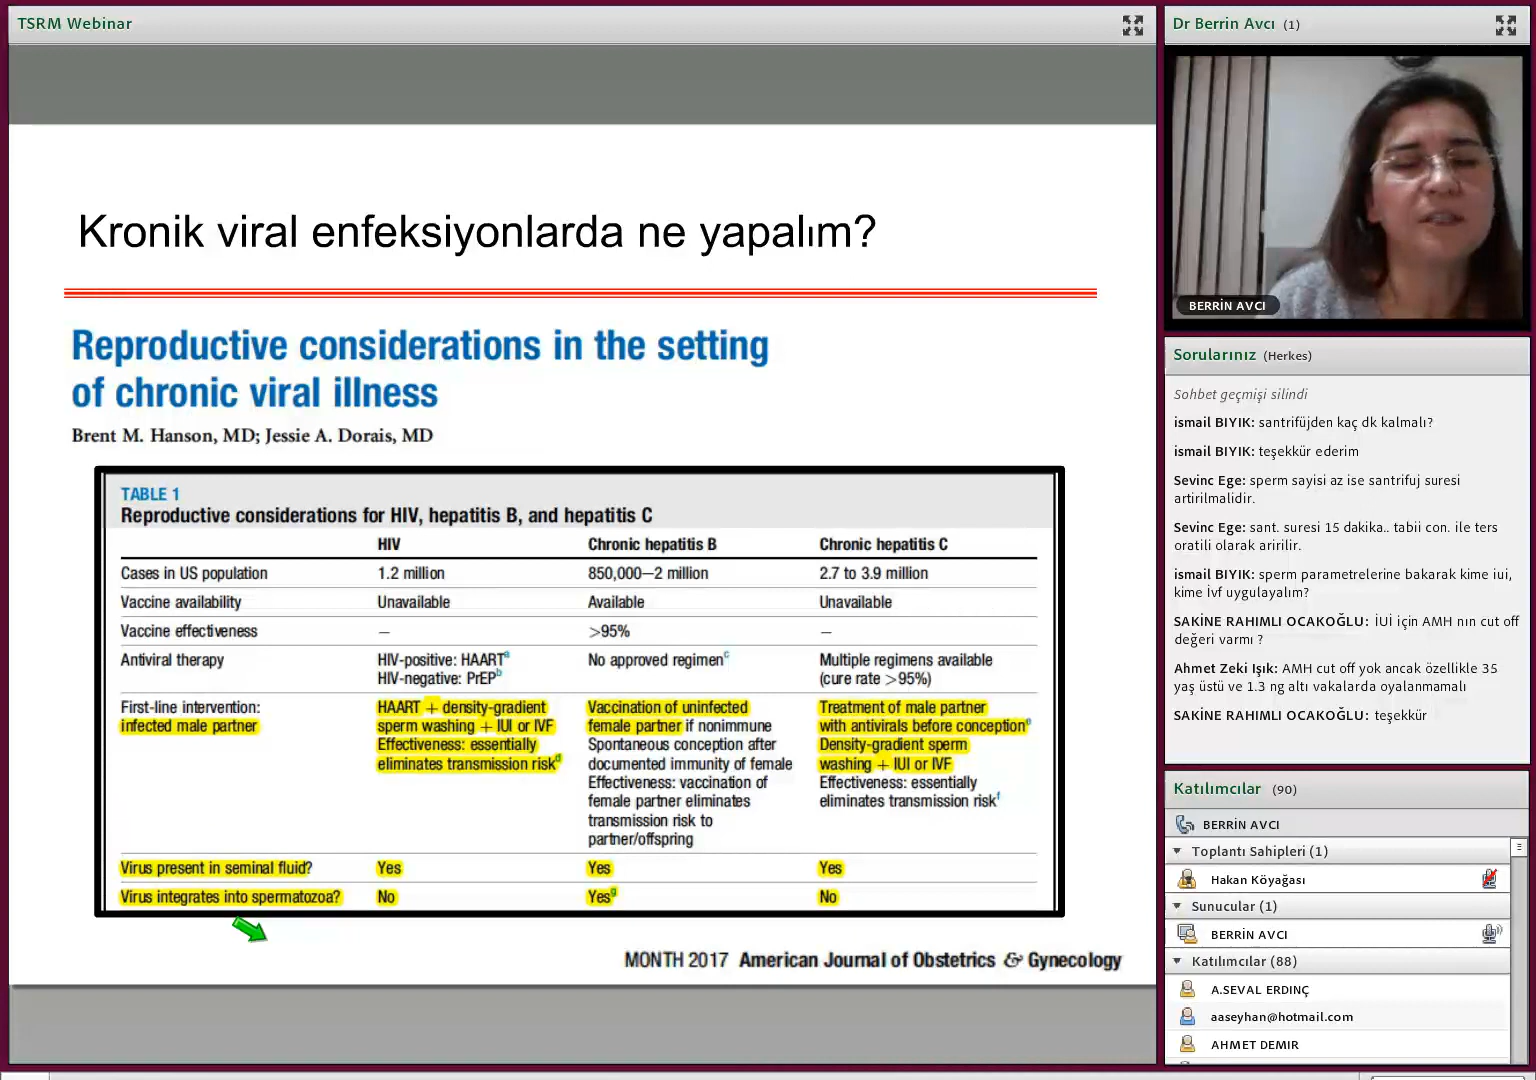 TSRM Webinar
Kronik viral enfeksiyonlarda ne yapalım?
Reproductive considerations in the setting
of chronic viral illness
Brent M. Hanson, MD; Jessie A. Dorais, MD
TABLE 1
Reproductive considerations for HIV, hepatitis B, and hepatitis C
HIV Chronic hepatitis B Chronic hepatitis C
Cases in US population 1.2 million 850,000—2 million 2.7 to 3.9 million
Vaccine availability Unavailable Available Unavailable
Vaccine effectiveness — >95% —
Antiviral therapy HIV-positive: HAARTa No approved regimenc Multiple regimens available
HIV-negative: PrEPb (cure rate >95%)
First-line intervention: HAART + density-gradient Vaccination of uninfected Treatment of male partner
infected male partner sperm washing + IUI or IVF female partner if nonimmune with antivirals before conceptione
Effectiveness: essentially Spontaneous conception after Density-gradient sperm
eliminates transmission riskd documented immunity of female washing + IUI or IVF
Effectiveness: vaccination of Effectiveness: essentially
female partner eliminates eliminates transmission riskf
transmission risk to
partner/offspring
Virus present in seminal fluid? Yes Yes Yes
Virus integrates into spermatozoa? No Yesg No
MONTH 2017 American Journal of Obstetrics & Gynecology
Dr Berrin Avcı (1)
BERRİN AVCI
Sorularınız (Herkes)
Sohbet geçmişi silindi
ismail BIYIK: santrifüjden kaç dk kalmalı?
ismail BIYIK: teşekkür ederim
Sevinc Ege: sperm sayisi az ise santrifuj suresi
artirilmalidir.
Sevinc Ege: sant. suresi 15 dakika.. tabii con. ile ters
oratili olarak aririlir.
ismail BIYIK: sperm parametrelerine bakarak kime iui,
kime İvf uygulayalım?
SAKİNE RAHIMLI OCAKOĞLU: İUİ için AMH nın cut off
değeri varmı ?
Ahmet Zeki Işık: AMH cut off yok ancak özellikle 35
yaş üstü ve 1.3 ng altı vakalarda oyalanmamalı
SAKİNE RAHIMLI OCAKOĞLU: teşekkür
Katılımcılar (90)
BERRİN AVCI
Toplantı Sahipleri (1)
Hakan Köyağası
Sunucular (1)
BERRİN AVCI
Katılımcılar (88)
A.SEVAL ERDINÇ
aaseyhan@hotmail.com
AHMET DEMIR